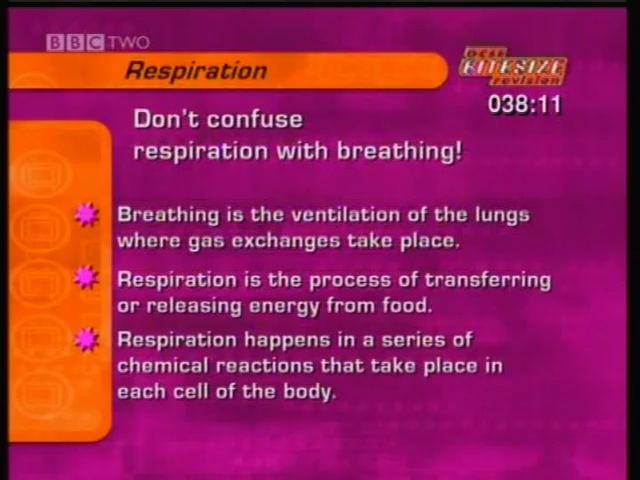 BBC TWO
Respiration
GCSE
BITESIZE
revision
038:11
Don't confuse
respiration with breathing!
Breathing is the ventilation of the lungs
where gas exchanges take place.
Respiration is the process of transferring
or releasing energy from food.
Respiration happens in a series of
chemical reactions that take place in
each cell of the body.